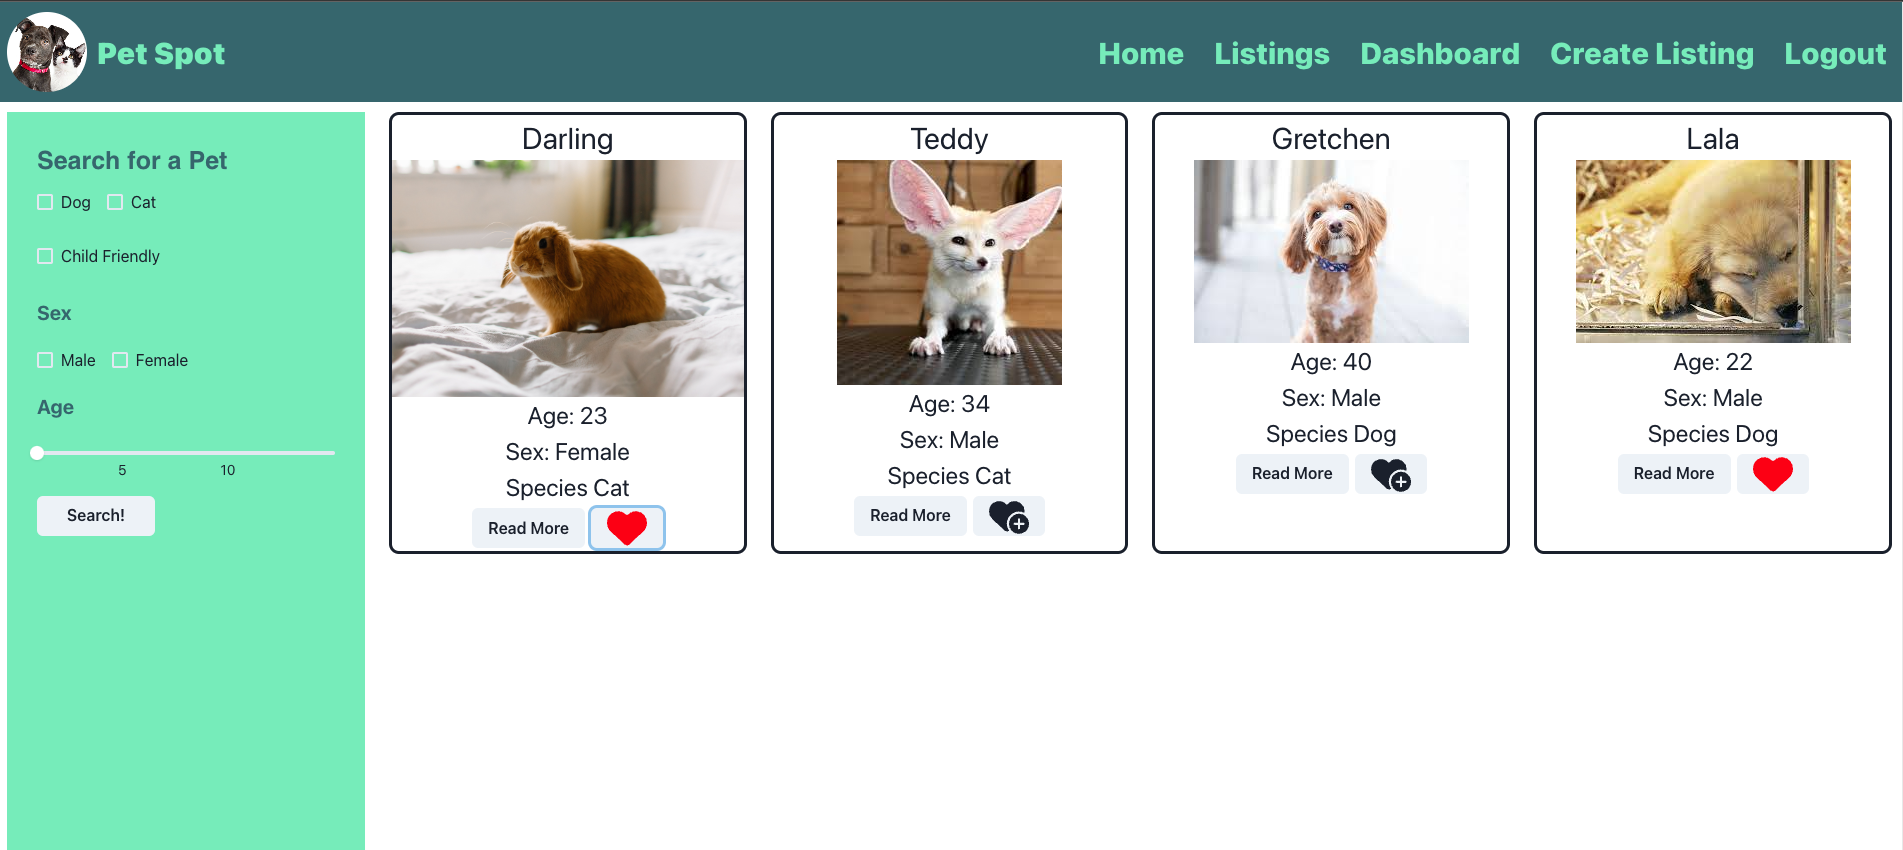 Pet Spot
Home Listings Dashboard Create Listing Logout
Search for a Pet
Dog Cat
Child Friendly
Sex
Male Female
Age
5 10
Search!
Darling
Age: 23
Sex: Female
Species Cat
Read More
Teddy
Age: 34
Sex: Male
Species Cat
Read More
Gretchen
Age: 40
Sex: Male
Species Dog
Read More
Lala
Age: 22
Sex: Male
Species Dog
Read More